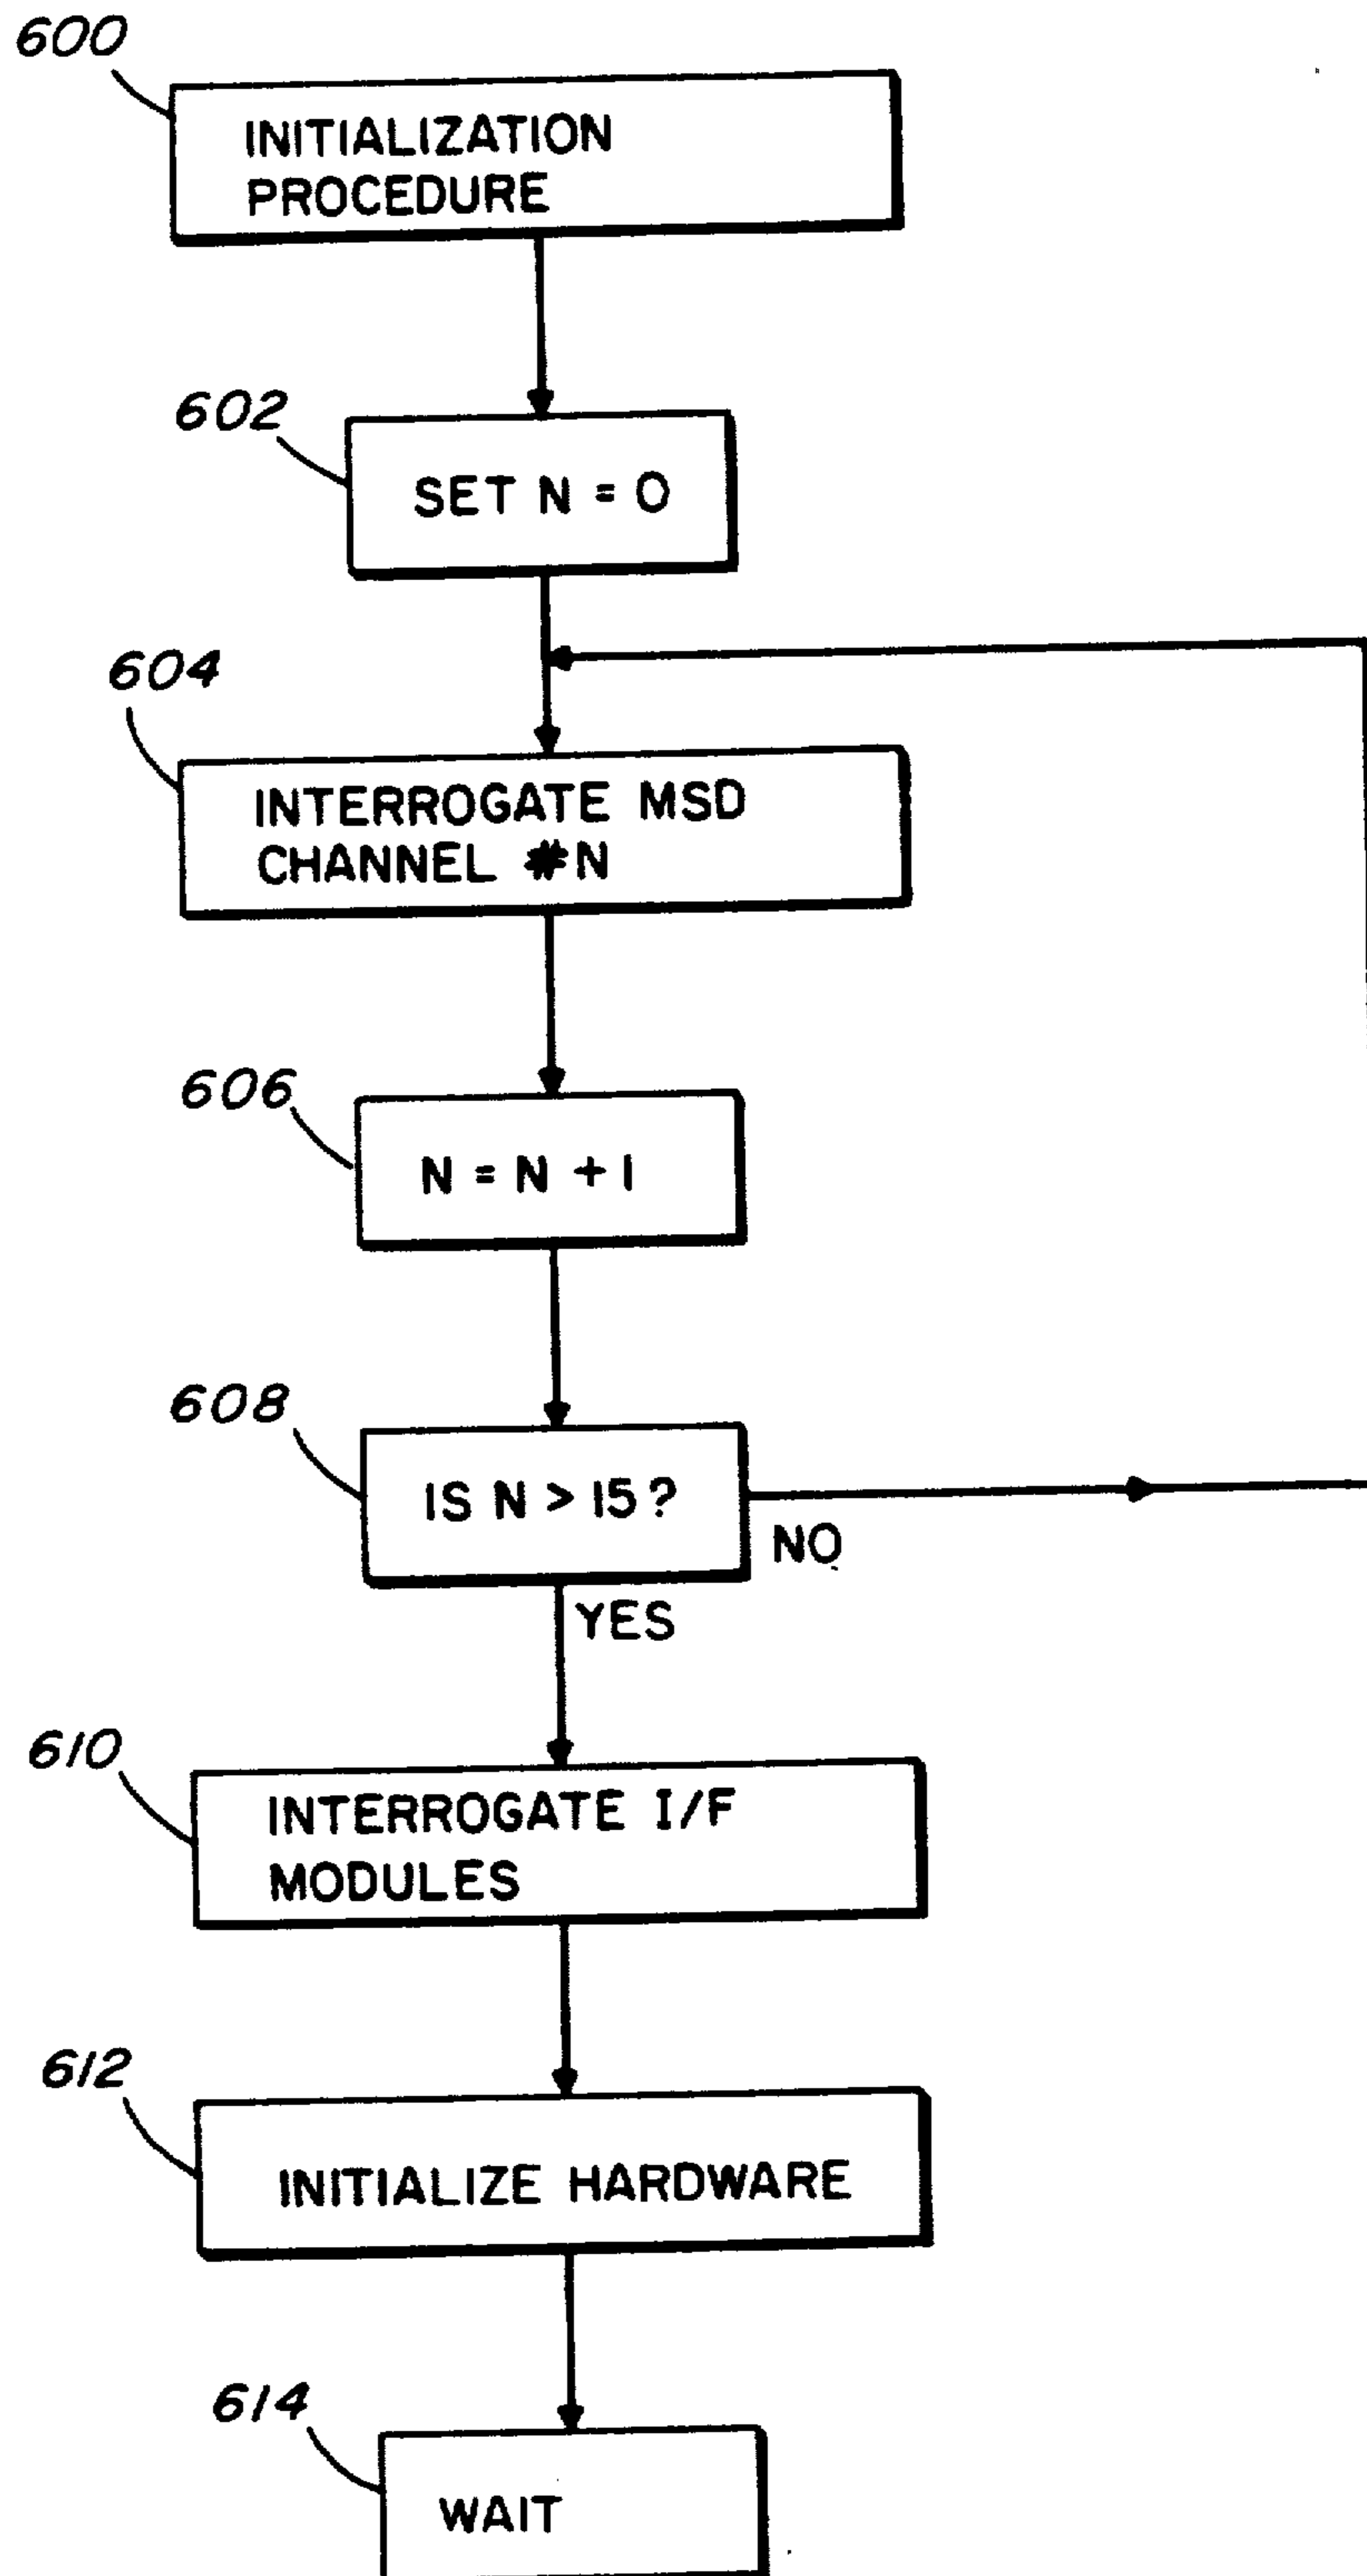 600
INITIALIZATION
PROCEDURE
602
SET N = 0
604
INTERROGATE MSD
CHANNEL #N
606
N = N + 1
608
IS N > 15?
NO
YES
610
INTERROGATE I/F
MODULES
612
INITIALIZE HARDWARE
614
WAIT